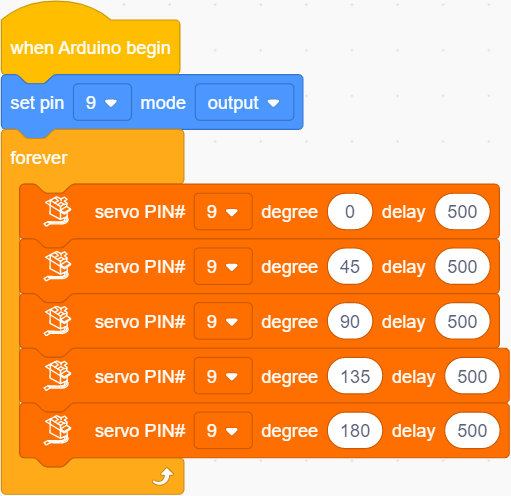 when Arduino begin
set pin 9 mode output
forever
servo PIN# 9 degree 0 delay 500
servo PIN# 9 degree 45 delay 500
servo PIN# 9 degree 90 delay 500
servo PIN# 9 degree 135 delay 500
servo PIN# 9 degree 180 delay 500